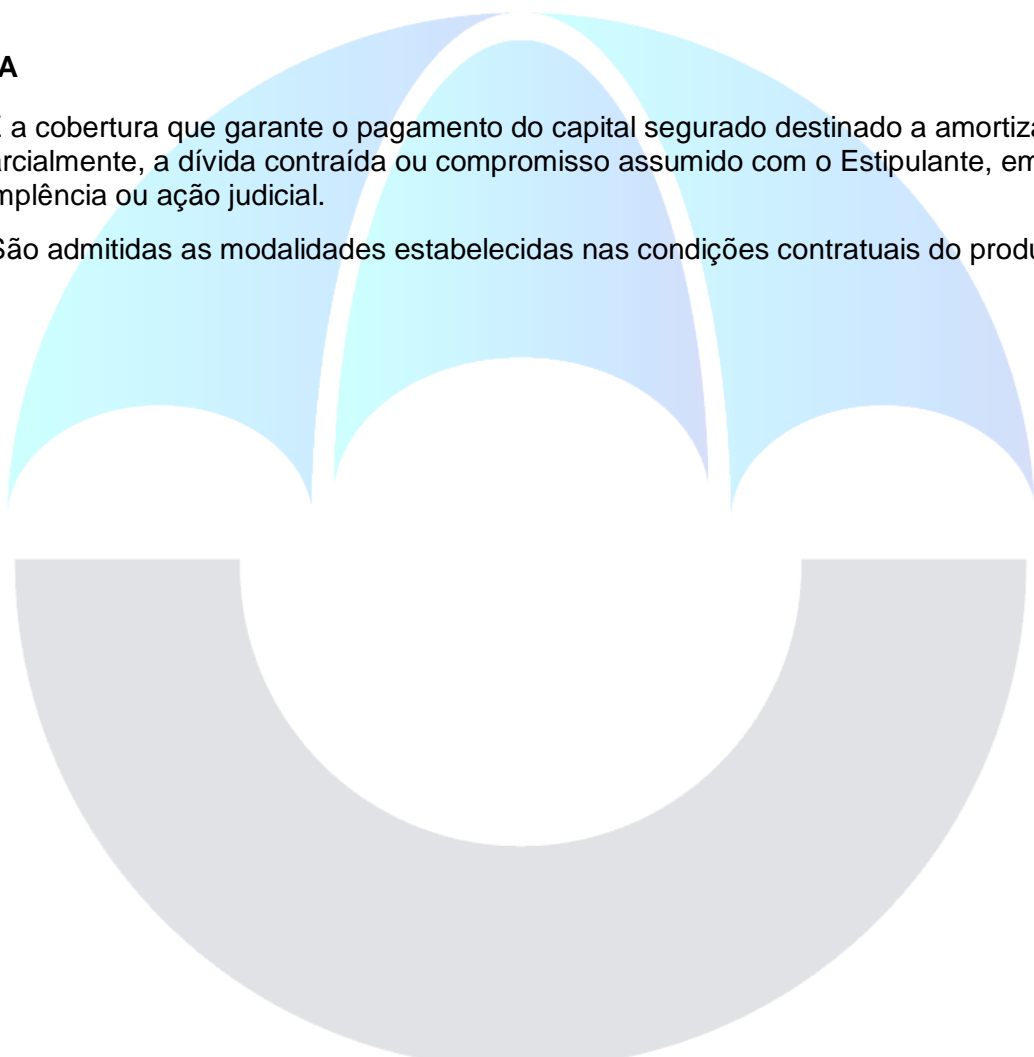 A
a cobertura que garante o pagamento do capital segurado destinado a amortiza
arcialmente, a dívida contraída ou compromisso assumido com o Estipulante, em
mplência ou ação judicial.
São admitidas as modalidades estabelecidas nas condições contratuais do produ